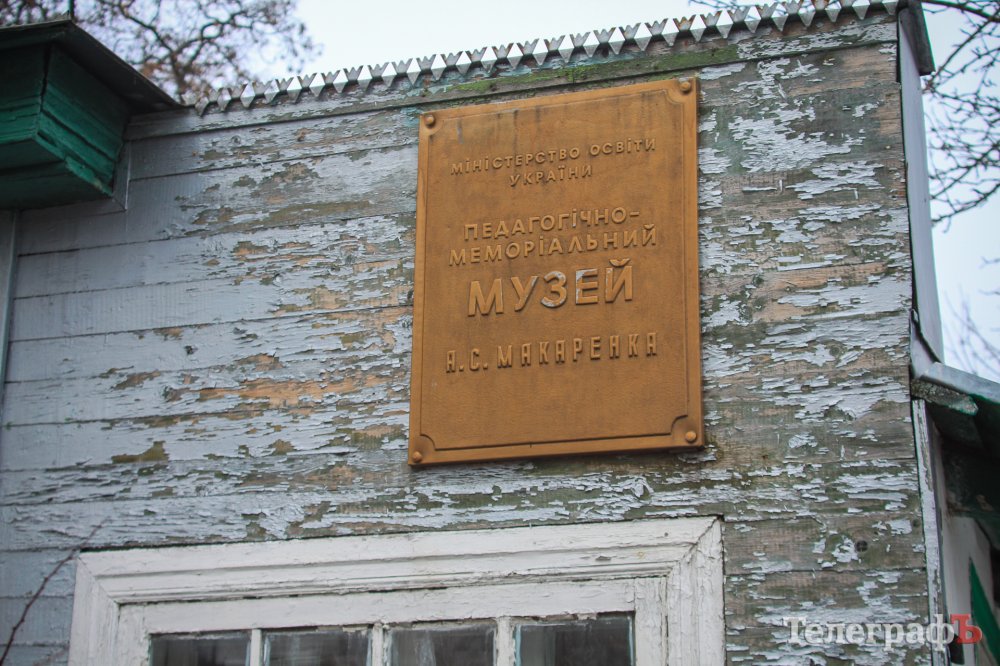 МІНІСТЕРСТВО ОСВІТИ
УКРАЇНИ
ПЕДАГОГІЧНО-
МЕМОРІАЛЬНИЙ
МУЗЕЙ
А.С. МАКАРЕНКА
ТелеграфЪ